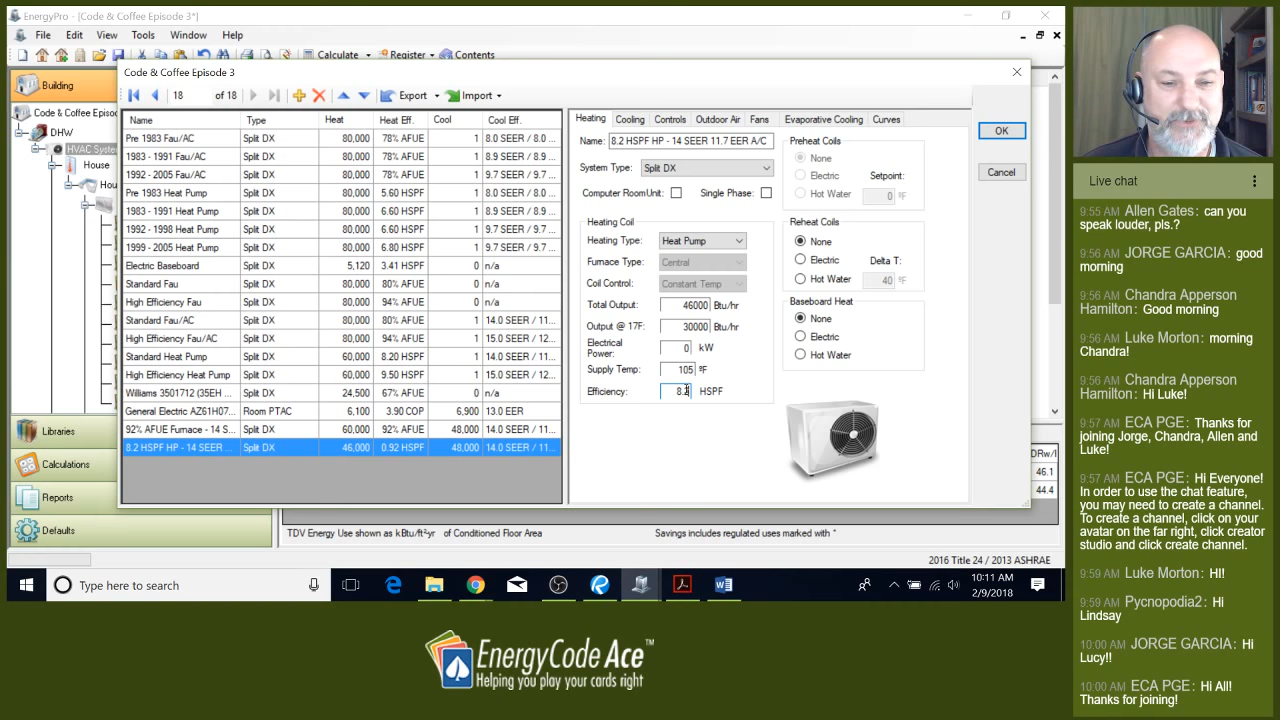 EnergyPro - [Code & Coffee Episode 3*]
File Edit View Tools Window Help
Calculate Register Contents
Building
Code & Coffee Episo
DHW
HVAC System
House
Hou
Libraries
Calculations
Reports
Defaults
Code & Coffee Episode 3
18 of 18 Export Import
Name Type Heat Heat Eff. Cool Cool Eff.
Pre 1983 Fau/AC Split DX 80,000 78% AFUE 1 8.0 SEER / 8.0 ...
1983 - 1991 Fau/AC Split DX 80,000 78% AFUE 1 8.9 SEER / 8.9 ...
1992 - 2005 Fau/AC Split DX 80,000 78% AFUE 1 9.7 SEER / 9.7 ...
Pre 1983 Heat Pump Split DX 80,000 5.60 HSPF 1 8.0 SEER / 8.0 ...
1983 - 1991 Heat Pump Split DX 80,000 6.60 HSPF 1 8.9 SEER / 8.9 ...
1992 - 1998 Heat Pump Split DX 80,000 6.60 HSPF 1 9.7 SEER / 9.7 ...
1999 - 2005 Heat Pump Split DX 80,000 6.80 HSPF 1 9.7 SEER / 9.7 ...
Electric Baseboard Split DX 5,120 3.41 HSPF 0 n/a
Standard Fau Split DX 80,000 80% AFUE 0 n/a
High Efficiency Fau Split DX 80,000 94% AFUE 0 n/a
Standard Fau/AC Split DX 80,000 80% AFUE 1 14.0 SEER / 11...
High Efficiency Fau/AC Split DX 80,000 94% AFUE 1 15.0 SEER / 12...
Standard Heat Pump Split DX 60,000 8.20 HSPF 1 14.0 SEER / 11...
High Efficiency Heat Pump Split DX 60,000 9.50 HSPF 1 15.0 SEER / 12...
Williams 3501712 (35EH ... Split DX 24,500 67% AFUE 0 n/a
General Electric AZ61H07... Room PTAC 6,100 3.90 COP 6,900 13.0 EER
92% AFUE Furnace - 14 S... Split DX 60,000 92% AFUE 48,000 14.0 SEER / 11...
8.2 HSPF HP - 14 SEER ... Split DX 46,000 0.92 HSPF 48,000 14.0 SEER / 11...
Heating Cooling Controls Outdoor Air Fans Evaporative Cooling Curves
Name: 8.2 HSPF HP - 14 SEER 11.7 EER A/C
System Type: Split DX
Computer Room Unit: Single Phase:
Heating Coil
Heating Type: Heat Pump
Furnace Type: Central
Coil Control: Constant Temp
Total Output: 46000 Btu/hr
Output @ 17F: 30000 Btu/hr
Electrical Power: 0 kW
Supply Temp: 105 ºF
Efficiency: 8.2 HSPF
Preheat Coils
None
Electric Setpoint:
Hot Water 0 ºF
Reheat Coils
None
Electric Delta T:
Hot Water 40 ºF
Baseboard Heat
None
Electric
Hot Water
OK
Cancel
DRw/I
46.1
44.4
TDV Energy Use shown as kBtu/ft²-yr of Conditioned Floor Area Savings includes regulated uses marked with *
2016 Title 24 / 2013 ASHRAE
Type here to search
10:11 AM
2/9/2018
EnergyCode Ace™
Helping you play your cards right
Live chat
9:55 AM Allen Gates: can you
speak louder, pls.?
9:56 AM JORGE GARCIA: good
morning
9:56 AM Chandra Apperson
Hamilton: Good morning
9:56 AM Luke Morton: morning
Chandra!
9:56 AM Chandra Apperson
Hamilton: Hi Luke!
9:57 AM ECA PGE: Thanks for
joining Jorge, Chandra, Allen and
Luke!
9:57 AM ECA PGE: Hi Everyone!
In order to use the chat feature,
you may need to create a channel.
To create a channel, click on your
avatar on the far right, click creator
studio and click create channel.
9:59 AM Luke Morton: HI!
9:59 AM Pycnopodia2: Hi
Lindsay
10:00 AM JORGE GARCIA: Hi
Lucy!!
10:00 AM ECA PGE: Hi All!
Thanks for joining!